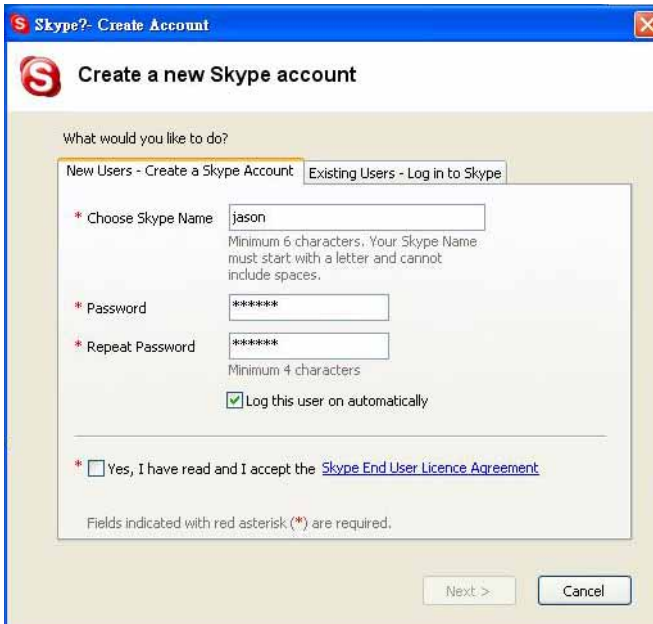 Skype?- Create Account
Create a new Skype account
What would you like to do?
New Users - Create a Skype Account
Existing Users - Log in to Skype
* Choose Skype Name
jason
Minimum 6 characters. Your Skype Name
must start with a letter and cannot
include spaces.
* Password
******
* Repeat Password
******
Minimum 4 characters
Log this user on automatically
* Yes, I have read and I accept the Skype End User Licence Agreement
Fields indicated with red asterisk (*) are required.
Next >
Cancel